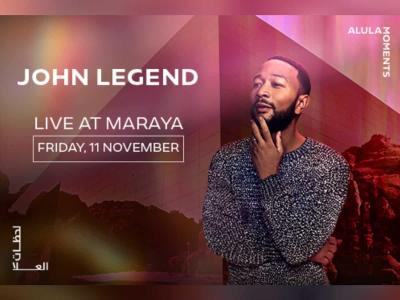 ALULA
MOMENTS
JOHN LEGEND
LIVE AT MARAYA
FRIDAY, 11 NOVEMBER
لحظات
العلا